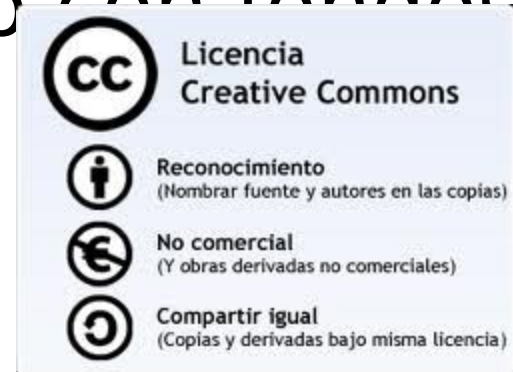 cc
Licencia
Creative Commons
Reconocimiento
(Nombrar fuente y autores en las copias)
No comercial
(Y obras derivadas no comerciales)
Compartir igual
(Copias y derivadas bajo misma licencia)